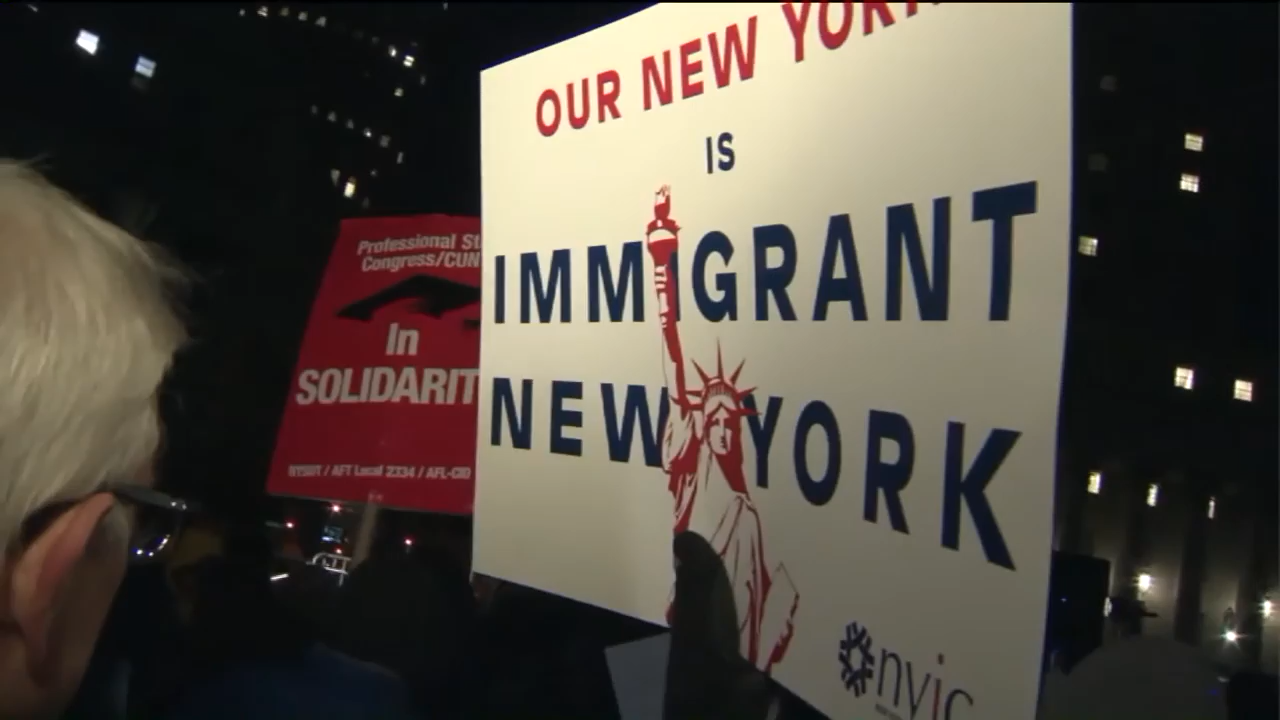 Professional St
Congress/CUN
In
SOLIDARIT
NYSUT / AFT Local 2334 / AFL-CIO
OUR NEW YORK
IS
IMMIGRANT
NEW YORK
nyic